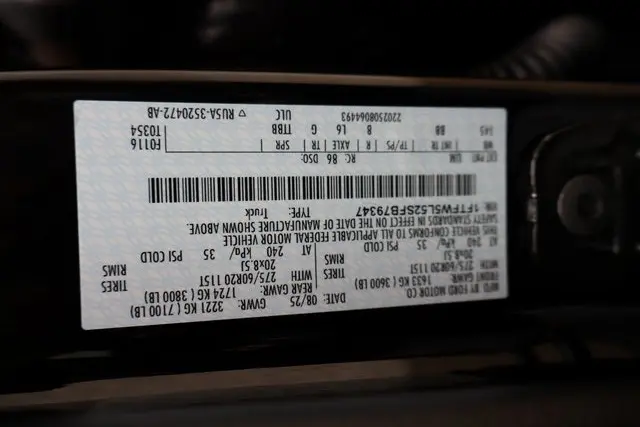 MFD BY FORD MOTOR CO.
DATE: 08/25 GVWR: 3221 KG ( 7100 LB)
FRONT GAWR: 1633 KG ( 3600 LB) REAR GAWR: 1724 KG ( 3800 LB)
WITH 275/60R20 115T TIRES 275/60R20 115T TIRES
20x8.5J RIMS 20x8.5J RIMS
AT 240 kPa/ 35 PSI COLD AT 240 kPa/ 35 PSI COLD
THIS VEHICLE CONFORMS TO ALL APPLICABLE FEDERAL MOTOR VEHICLE
SAFETY STANDARDS IN EFFECT ON THE DATE OF MANUFACTURE SHOWN ABOVE.
VIN: 1FTFW5L52SFB79347 TYPE: Truck
EXT PNT: UM RC: 86 DSO: F0116
WB INT TR TP/PS R AXLE TR SPR T0354
145 BB 8 L6 G TTBB
2202508064493 ULC RU5A-3520472-AB